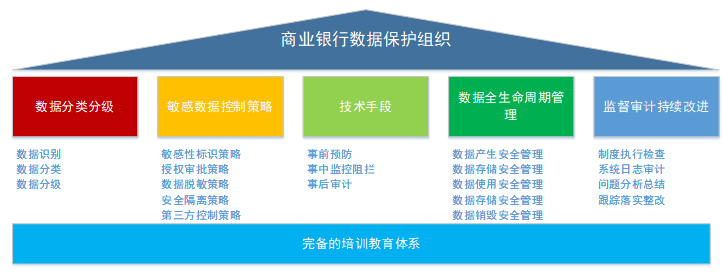 商业银行数据保护组织
数据分类分级
敏感数据控制策略
技术手段
数据全生命周期管
理
监督审计持续改进
数据识别
数据分类
数据分级
敏感性标识策略
授权审批策略
数据脱敏策略
安全隔离策略
第三方控制策略
事前预防
事中监控阻拦
事后审计
数据产生安全管理
数据存储安全管理
数据使用安全管理
数据存储安全管理
数据销毁安全管理
制度执行检查
系统日志审计
问题分析总结
跟踪落实整改
完备的培训教育体系